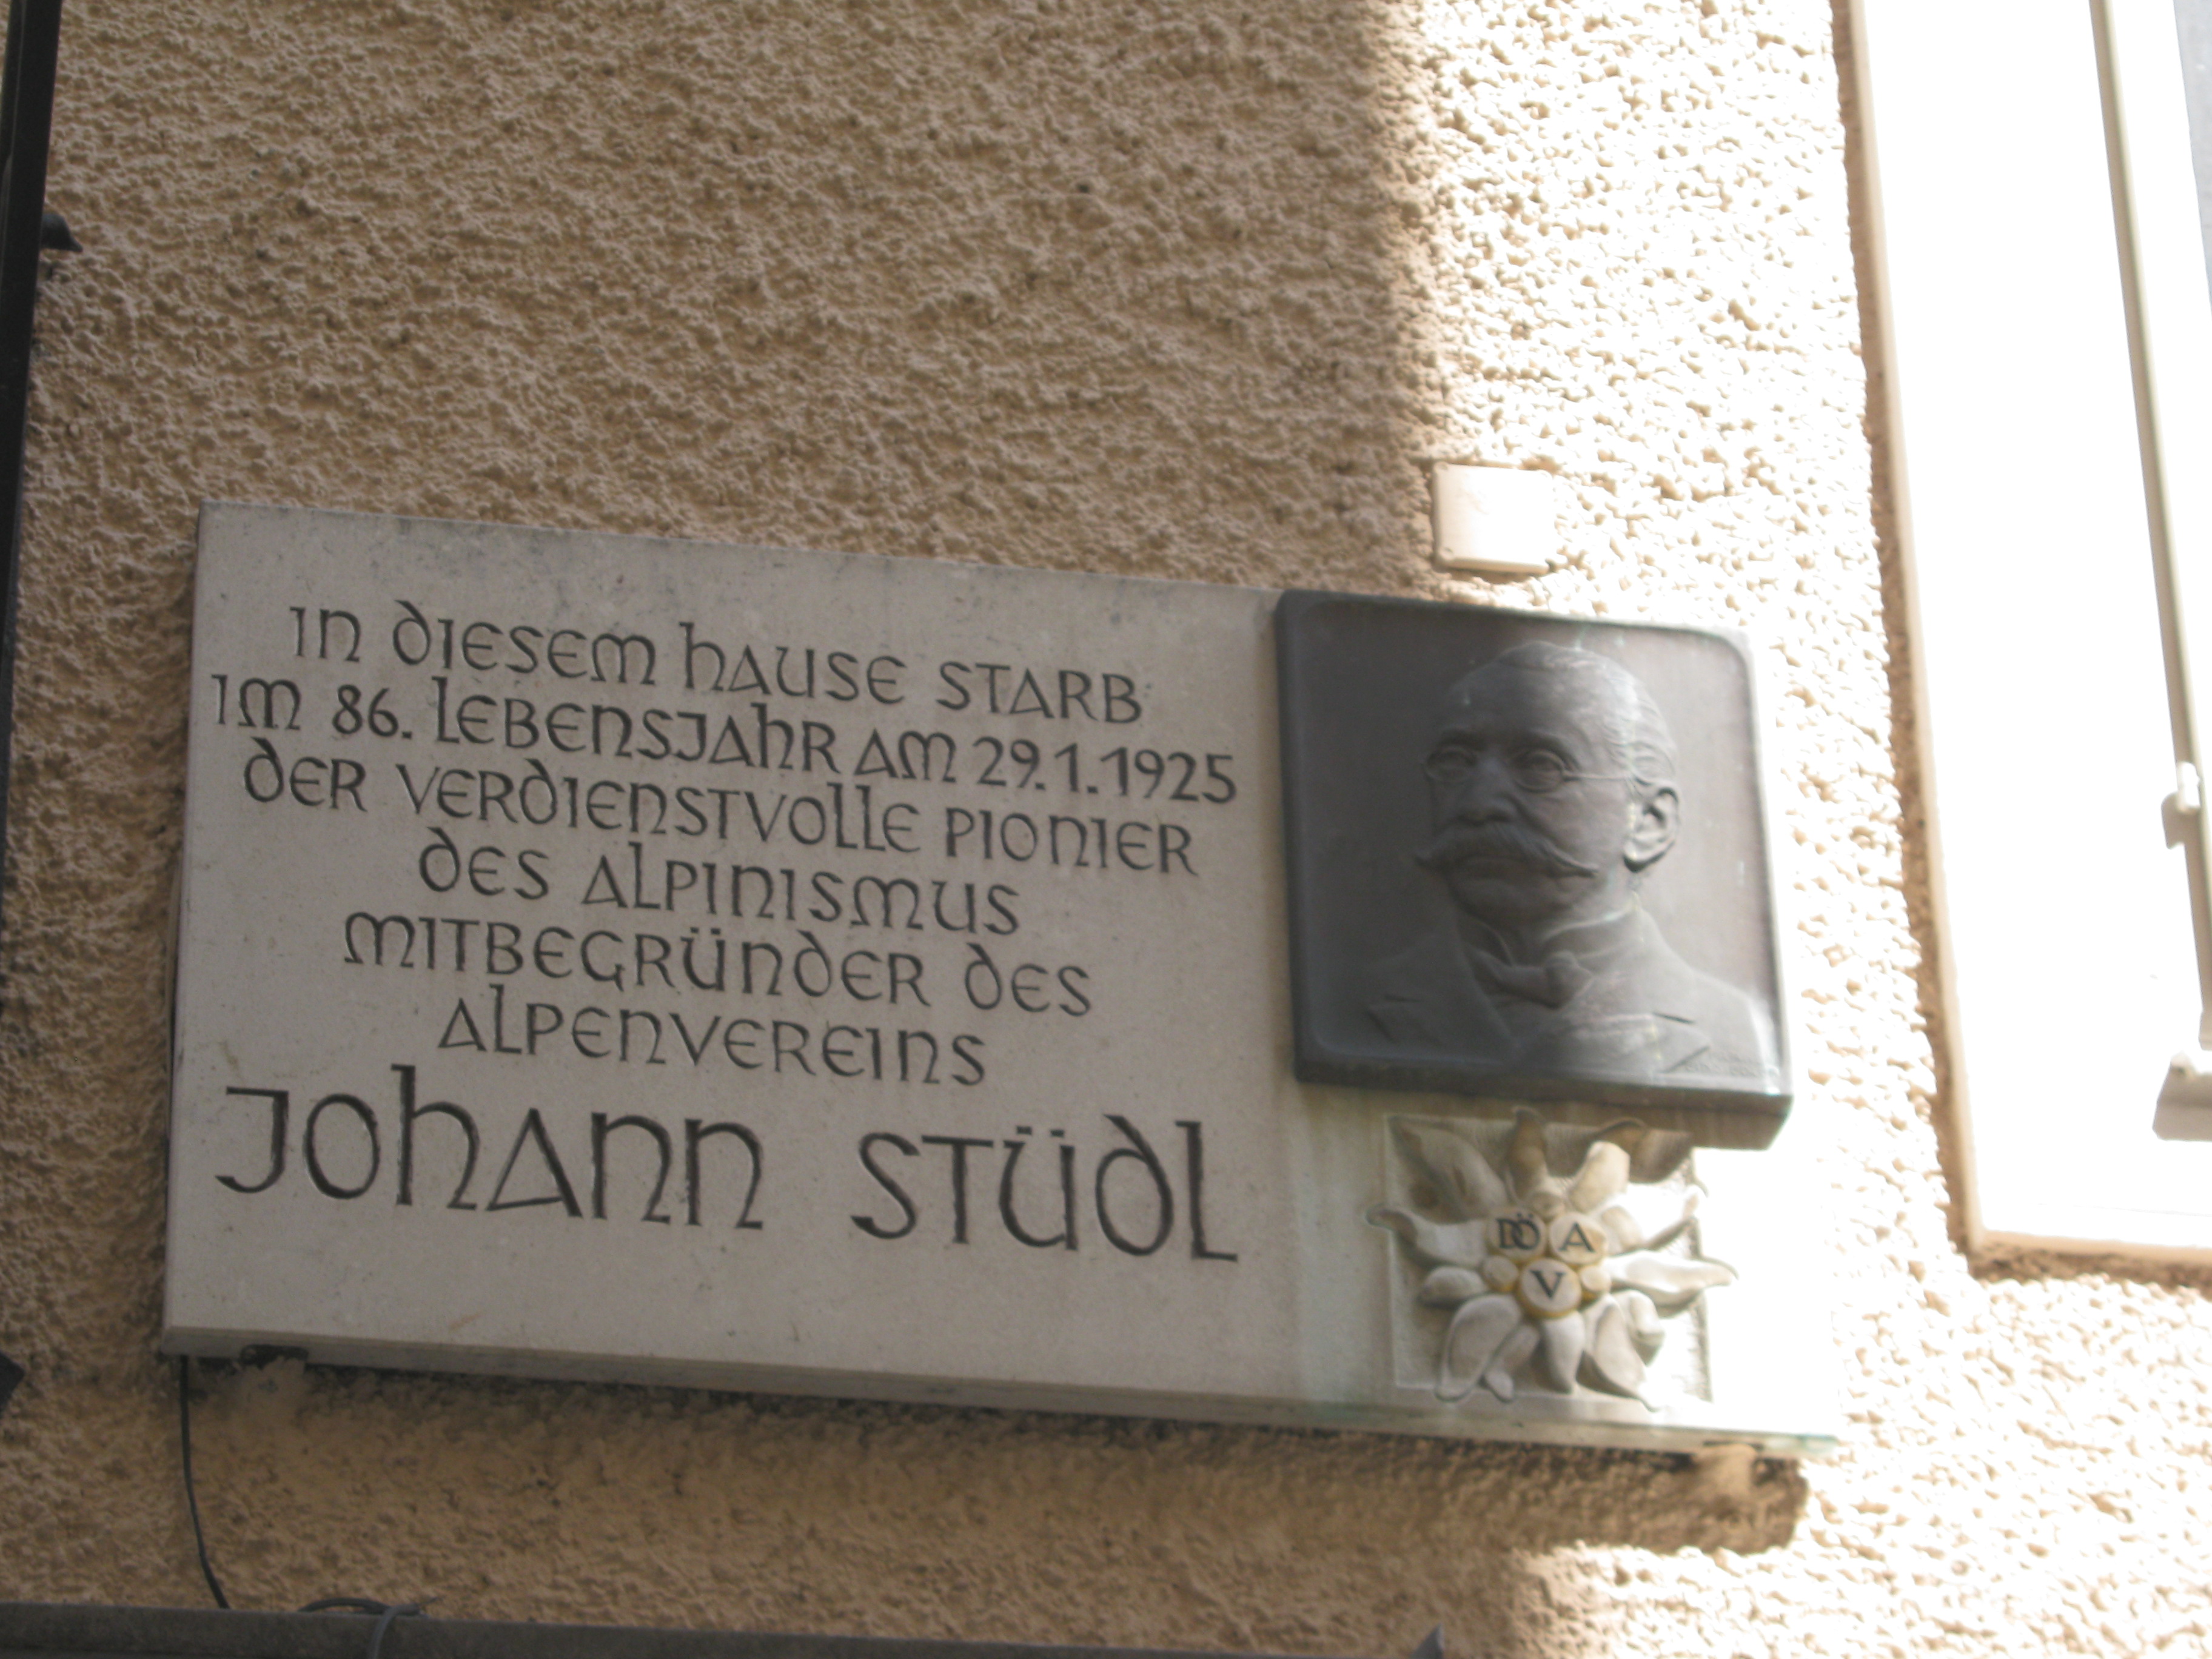 IN DIESEM HAUSE STARB
IM 86. LEBENSJAHR AM 29.1.1925
DER VERDIENSTVOLLE PIONIER
DES ALPINISMUS
MITBEGRÜNDER DES
ALPENVEREINS
JOHANN STÜDL
DÖ A
V